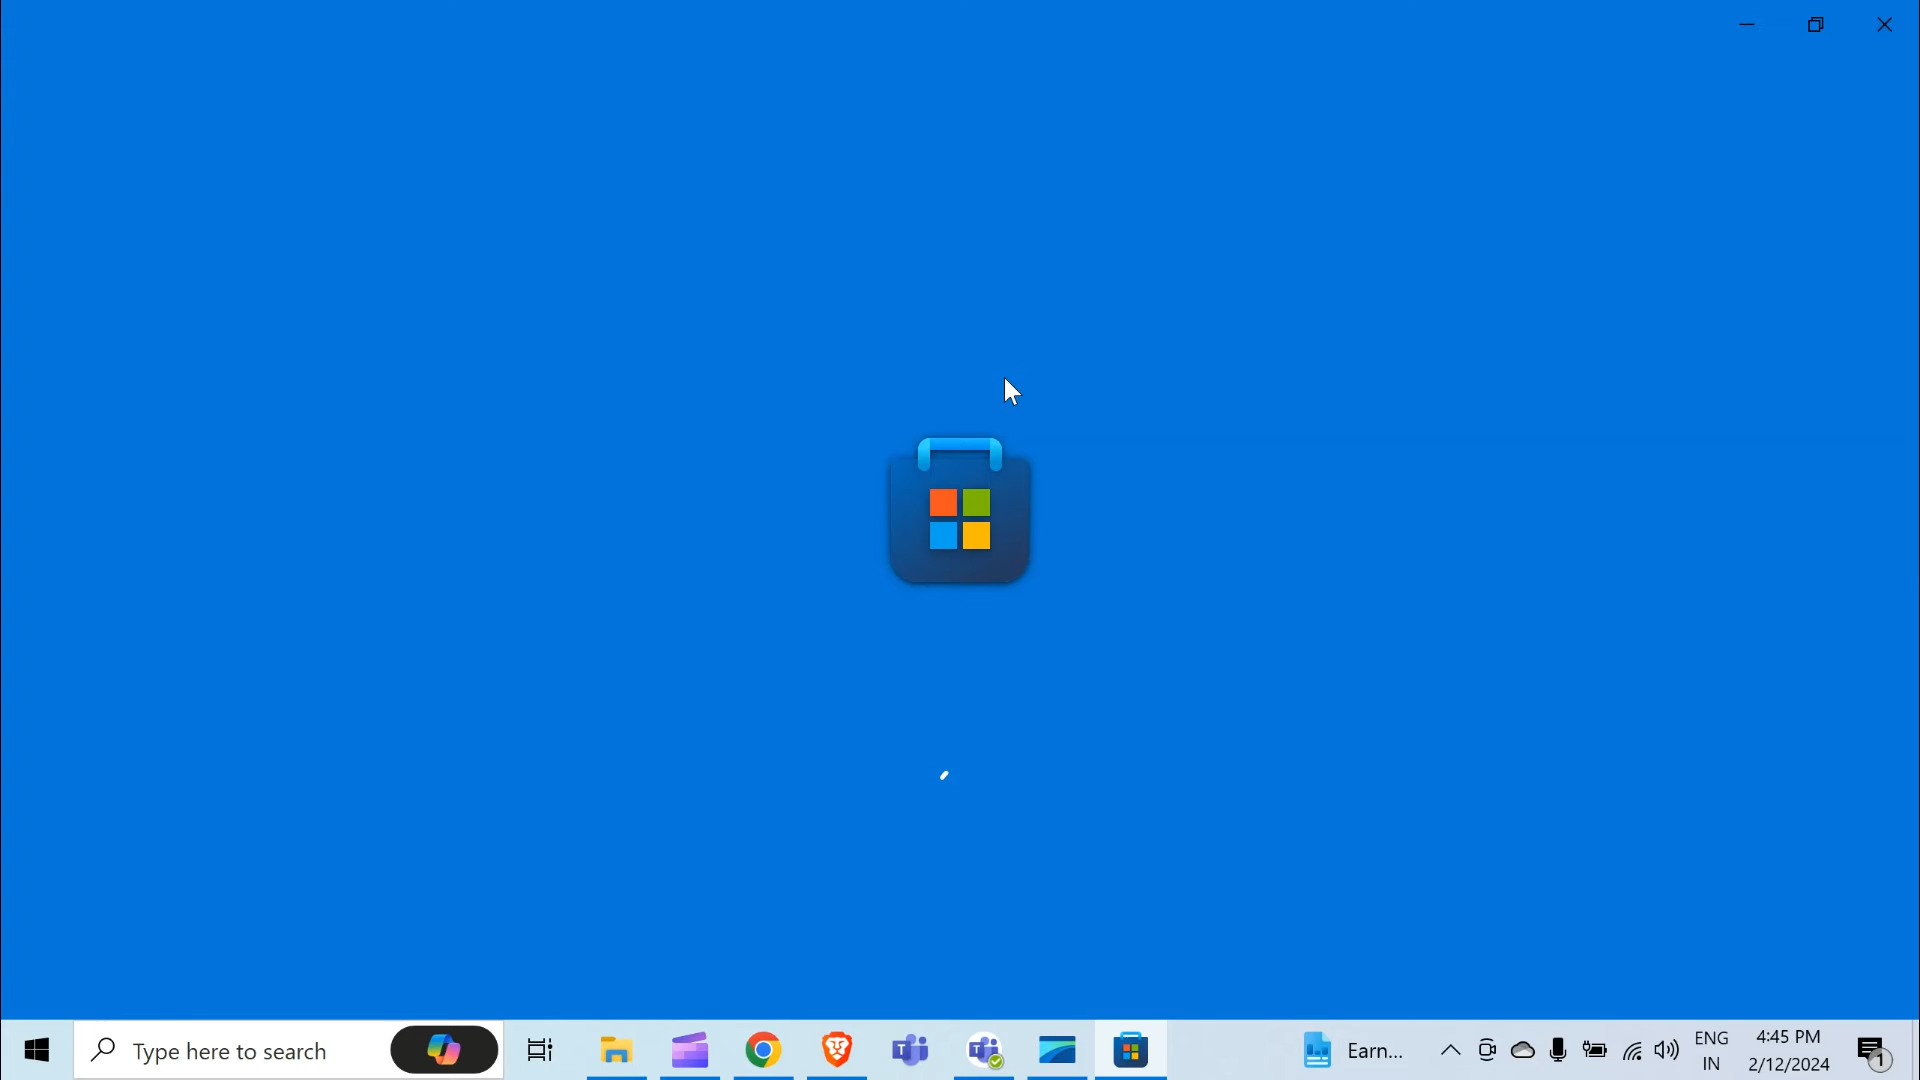 Type here to search
Earn...
ENG
IN
4:45 PM
2/12/2024
1